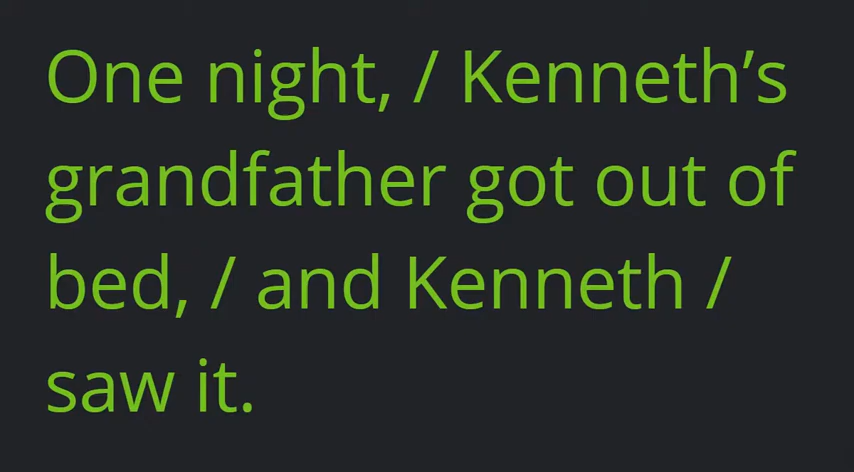 One night, / Kenneth’s
grandfather got out of
bed, / and Kenneth /
saw it.